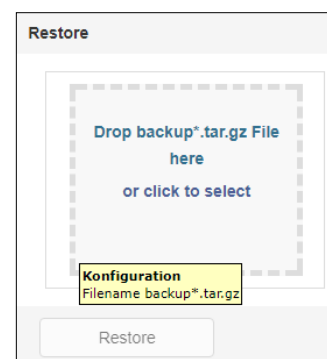 Restore
Drop backup*.tar.gz File
here
or click to select
Konfiguration
Filename backup*.tar.gz
Restore